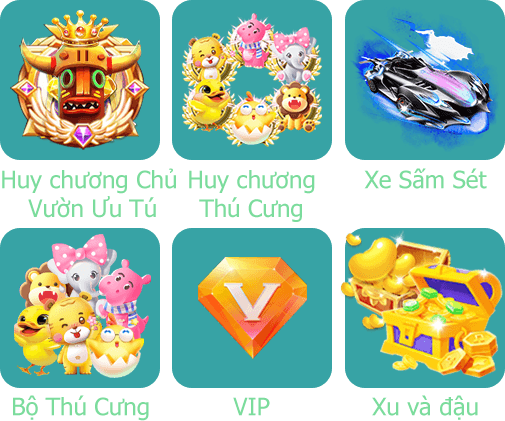 Huy chương Chủ
Vườn Ưu Tú
Huy chương
Thú Cưng
Xe Sấm Sét
V
Bộ Thú Cưng
VIP
Xu và đậu